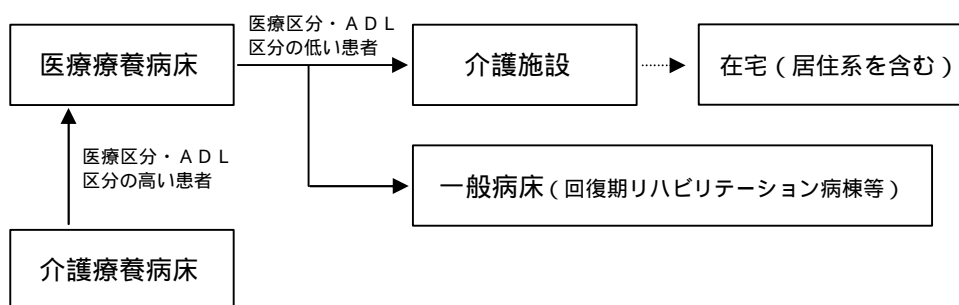 医療区分・ＡＤＬ
区分の低い患者
医療療養病床
介護施設
在宅（居住系を含む）
医療区分・ＡＤＬ
区分の高い患者
一般病床（回復期リハビリテーション病棟等）
介護療養病床